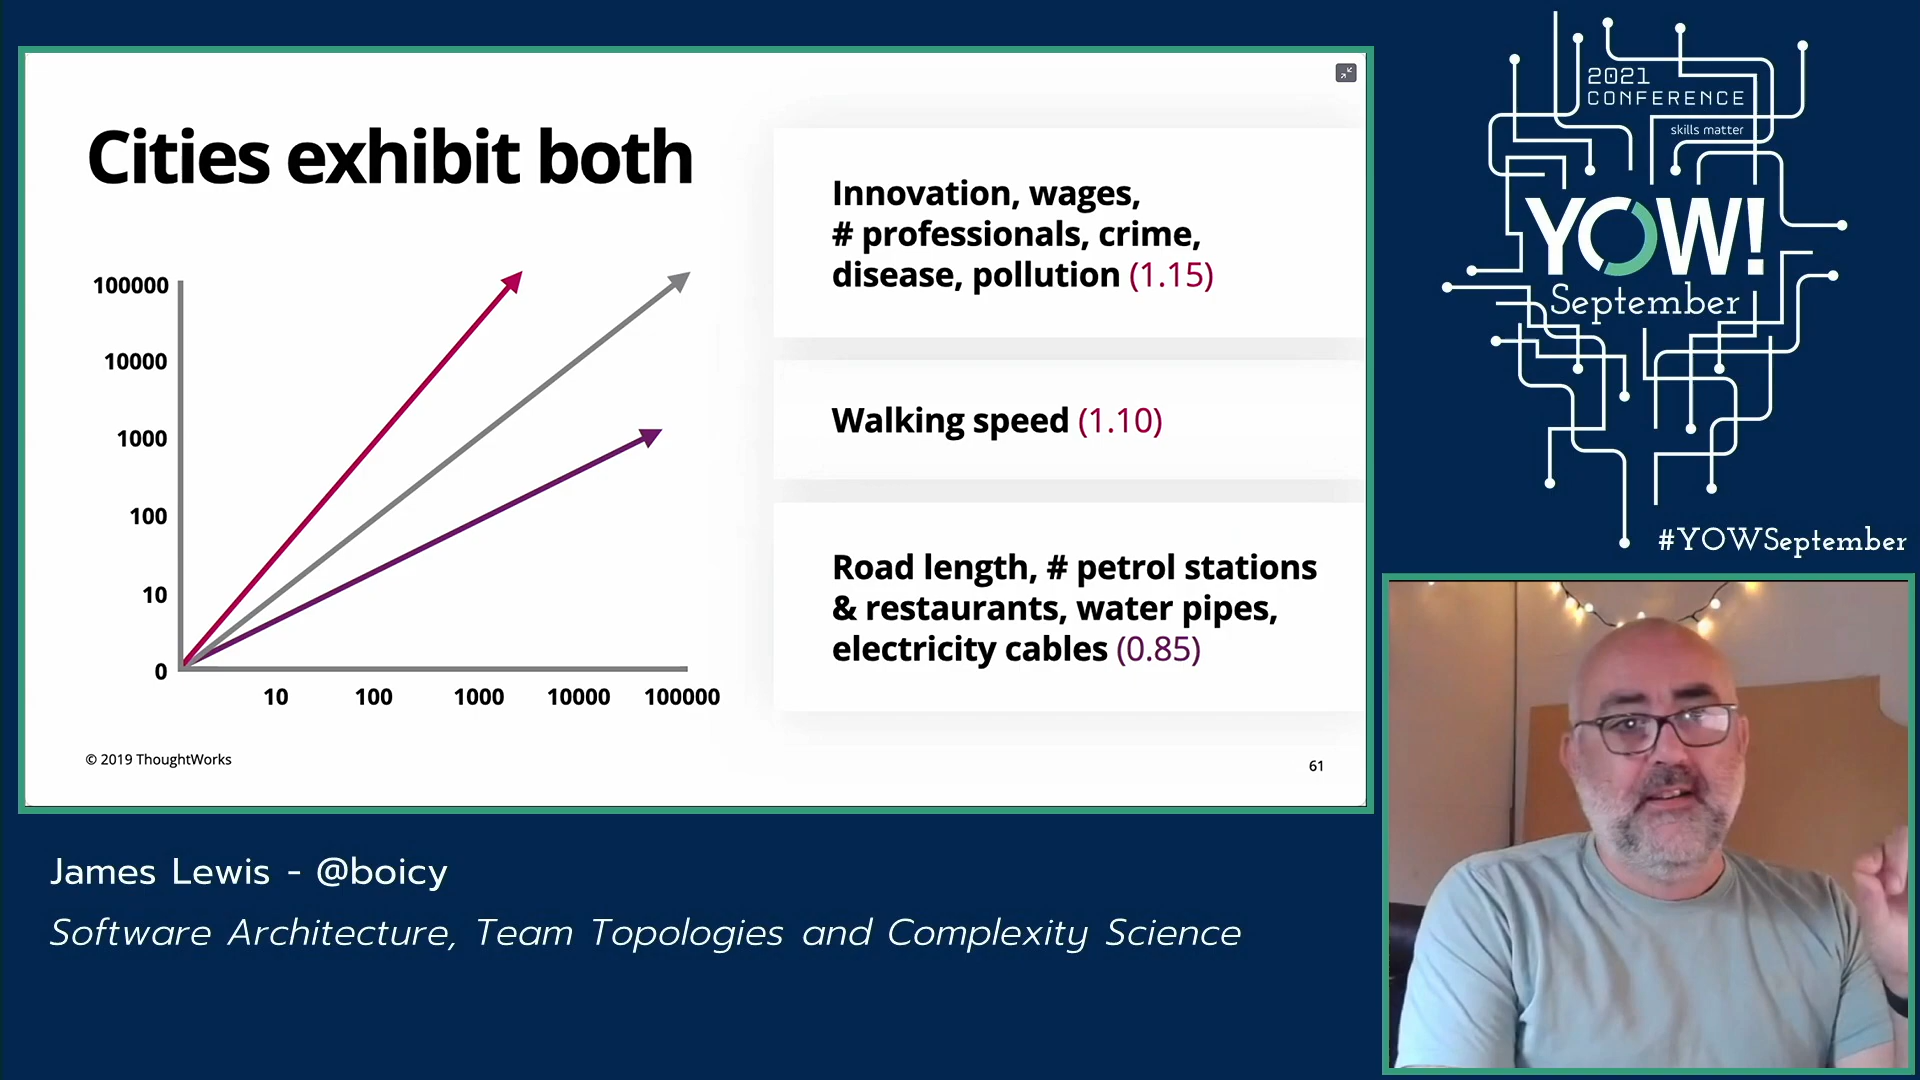 Cities exhibit both
100000
10000
1000
100
10
0
10 100 1000 10000 100000
Innovation, wages,
# professionals, crime,
disease, pollution (1.15)
Walking speed (1.10)
Road length, # petrol stations
& restaurants, water pipes,
electricity cables (0.85)
© 2019 ThoughtWorks
61
2021
CONFERENCE
skills matter
YOW!
September
#YOWSeptember
James Lewis - @boicy
Software Architecture, Team Topologies and Complexity Science